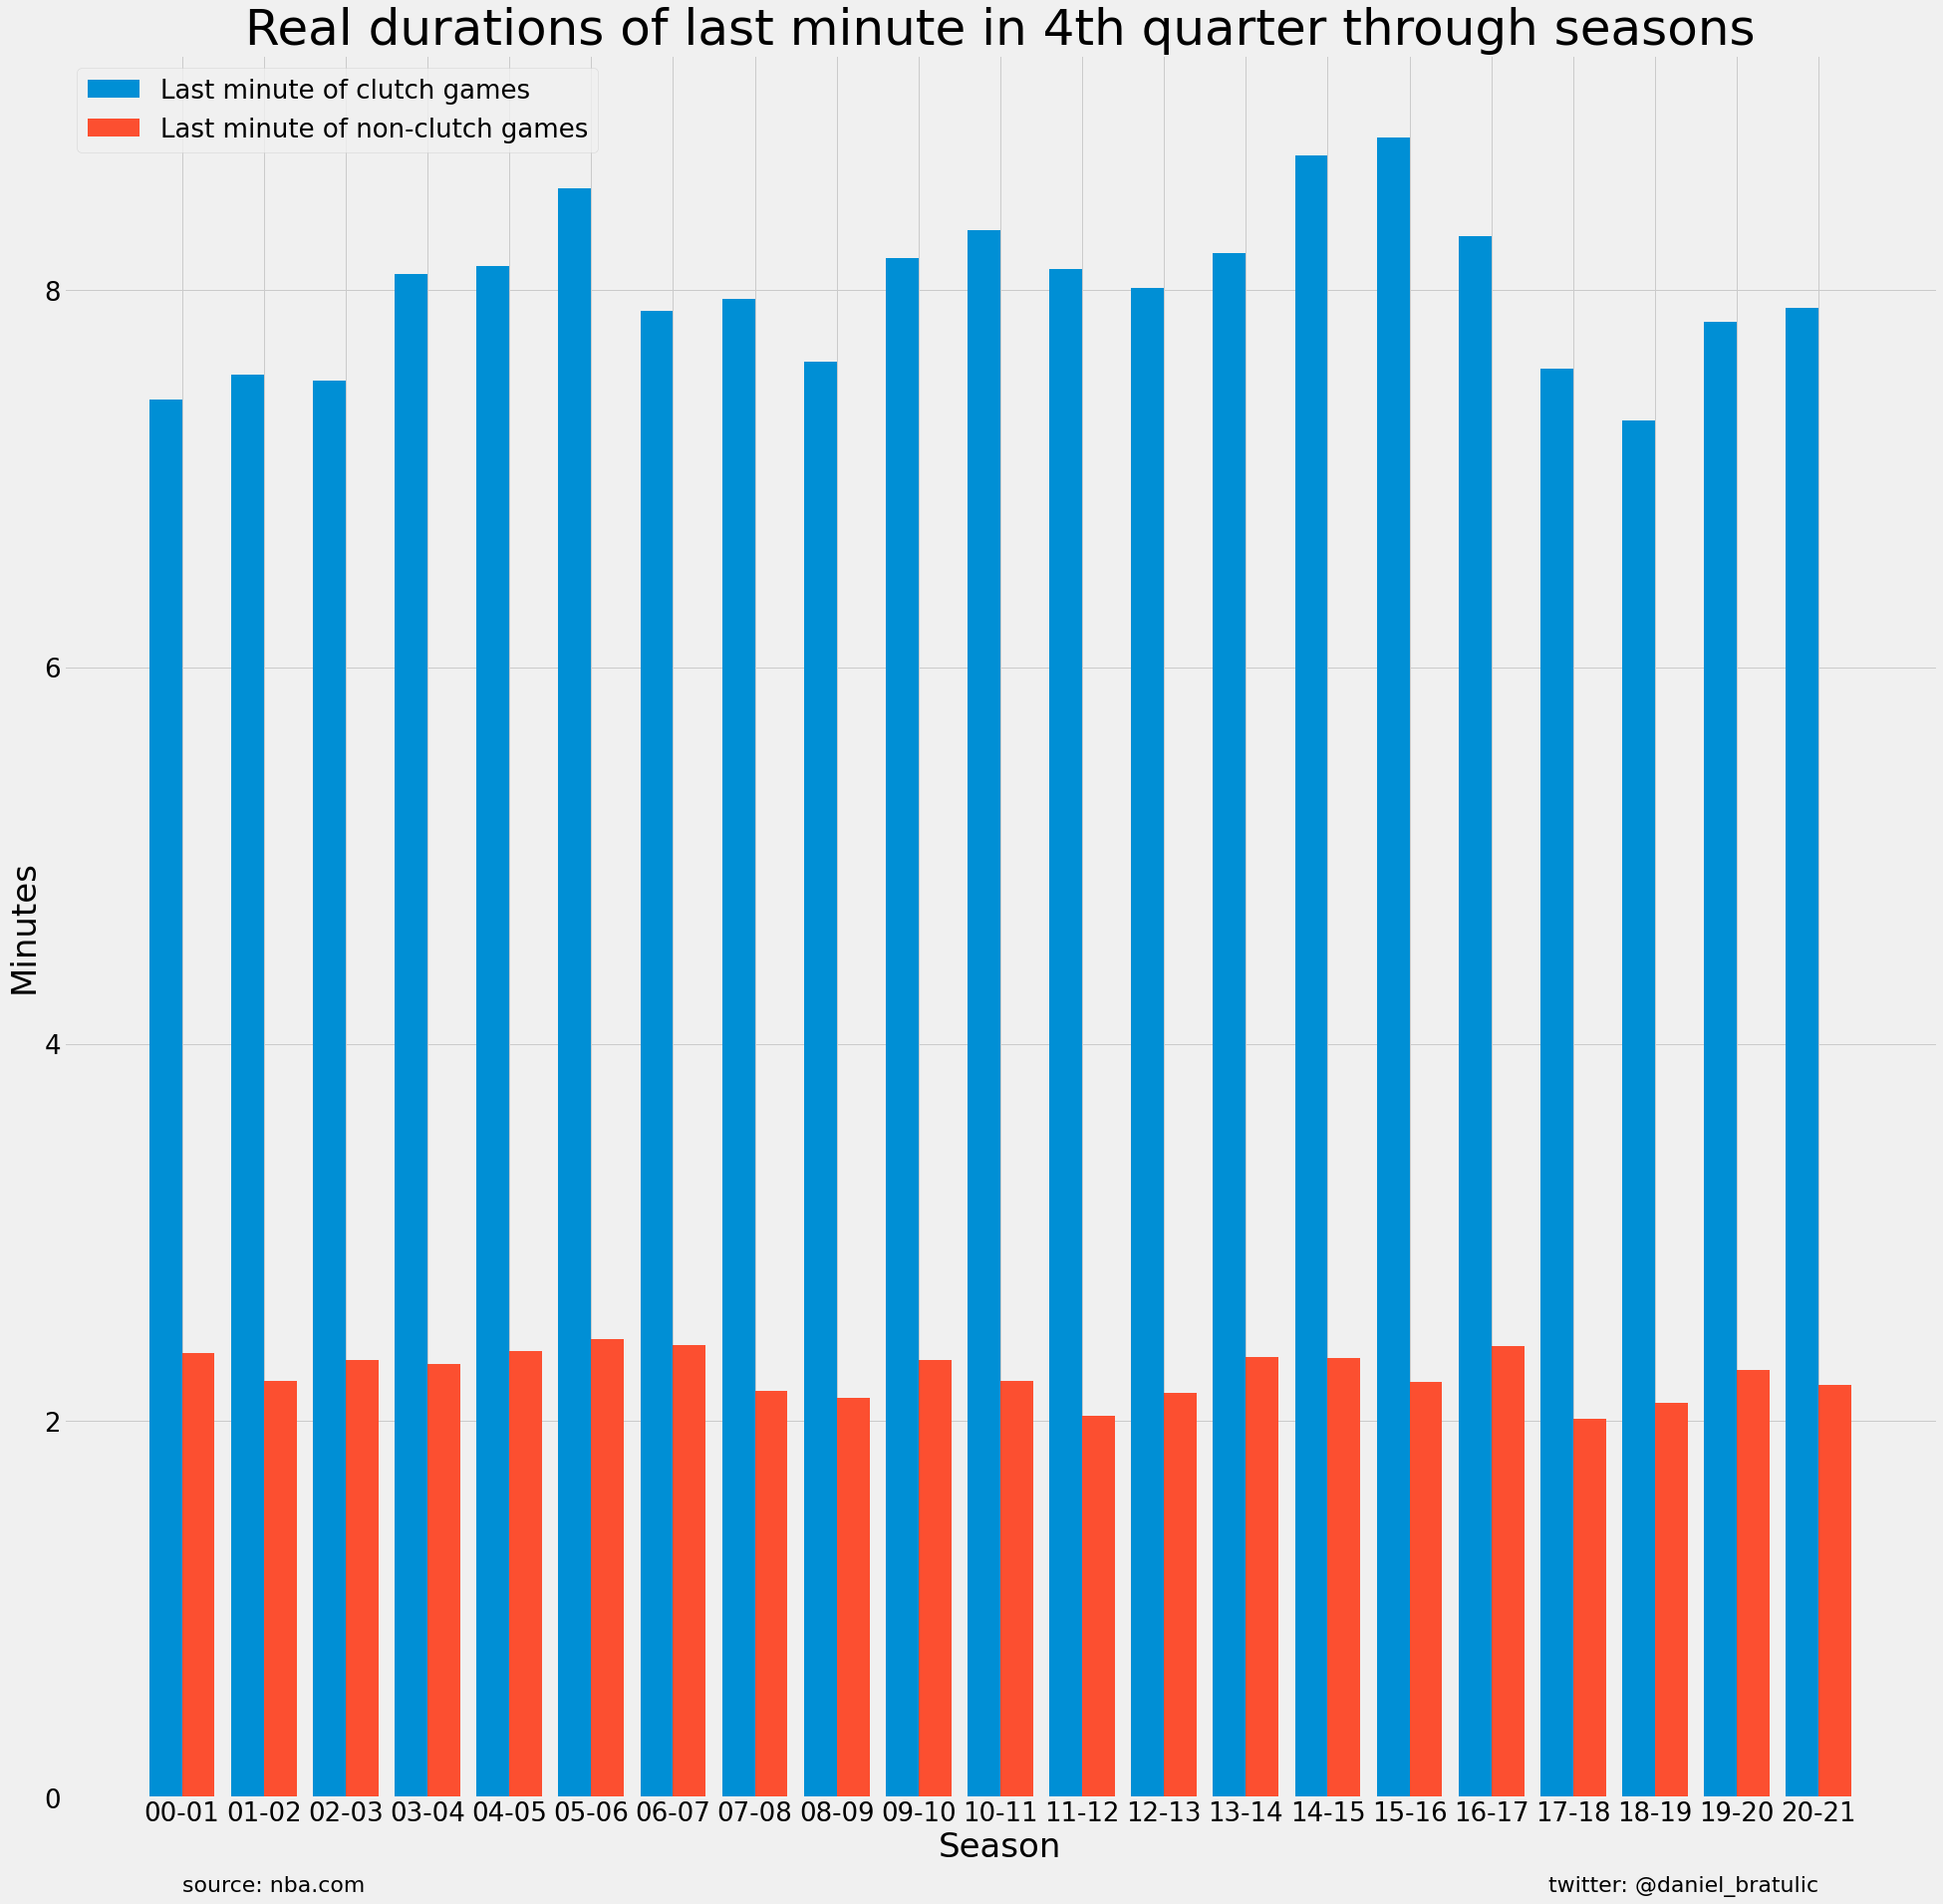 Real durations of last minute in 4th quarter through seasons
Last minute of clutch games
Last minute of non-clutch games
8
6
4
2
0
Minutes
00-01 01-02 02-03 03-04 04-05 05-06 06-07 07-08 08-09 09-10 10-11 11-12 12-13 13-14 14-15 15-16 16-17 17-18 18-19 19-20 20-21
Season
source: nba.com
twitter: @daniel_bratulic